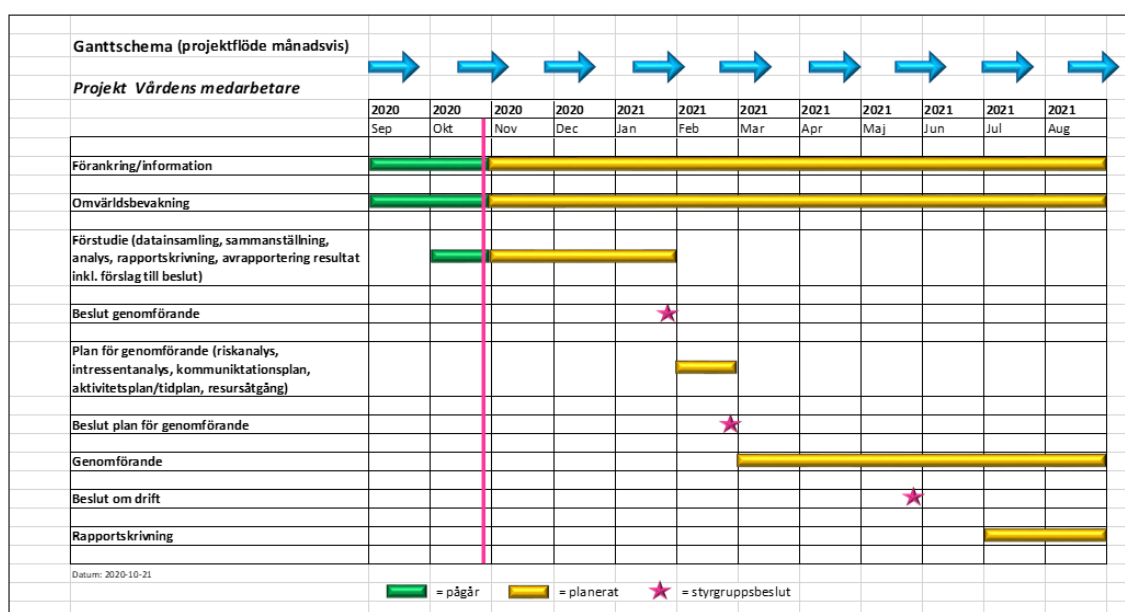 Ganttschema (projektflöde månadsvis)
Projekt Vårdens medarbetare
2020 2020 2020 2020 2021 2021 2021 2021 2021 2021 2021 2021
Sep Okt Nov Dec Jan Feb Mar Apr Maj Jun Jul Aug
Förankring/information
Omvärldsbevakning
Förstudie (datainsamling, sammanställning,
analys, rapportskrivning, avrapportering resultat
inkl. förslag till beslut)
Beslut genomförande
Plan för genomförande (riskanalys,
intressentanalys, kommuniktationsplan,
aktivitetsplan/tidplan, resursåtgång)
Beslut plan för genomförande
Genomförande
Beslut om drift
Rapportskrivning
Datum: 2020-10-21
= pågår = planerat = styrgruppsbeslut